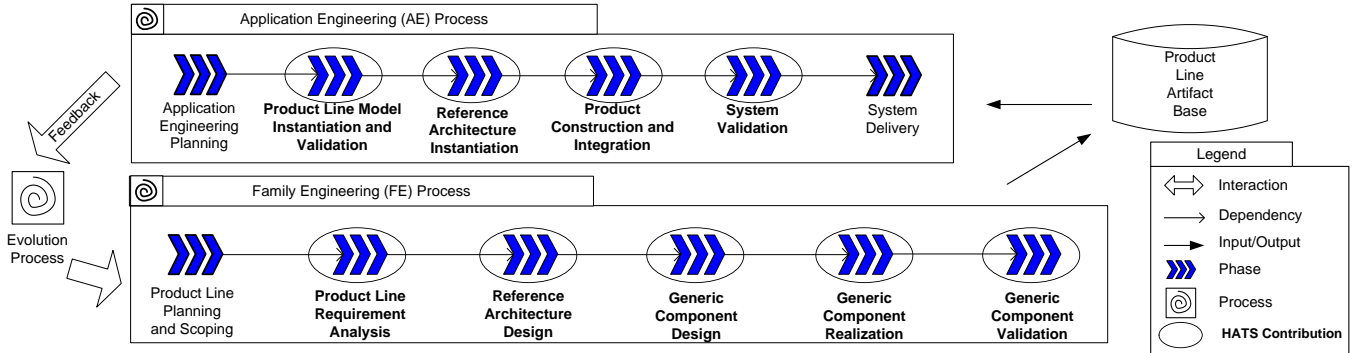 Application Engineering (AE) Process
Application
Engineering
Planning
Product Line Model
Instantiation and
Validation
Reference
Architecture
Instantiation
Product
Construction and
Integration
System
Validation
System
Delivery
Product
Line
Artifact
Base
Feedback
Evolution
Process
Family Engineering (FE) Process
Product Line
Planning
and Scoping
Product Line
Requirement
Analysis
Reference
Architecture
Design
Generic
Component
Design
Generic
Component
Realization
Generic
Component
Validation
Legend
Interaction
Dependency
Input/Output
Phase
Process
HATS Contribution